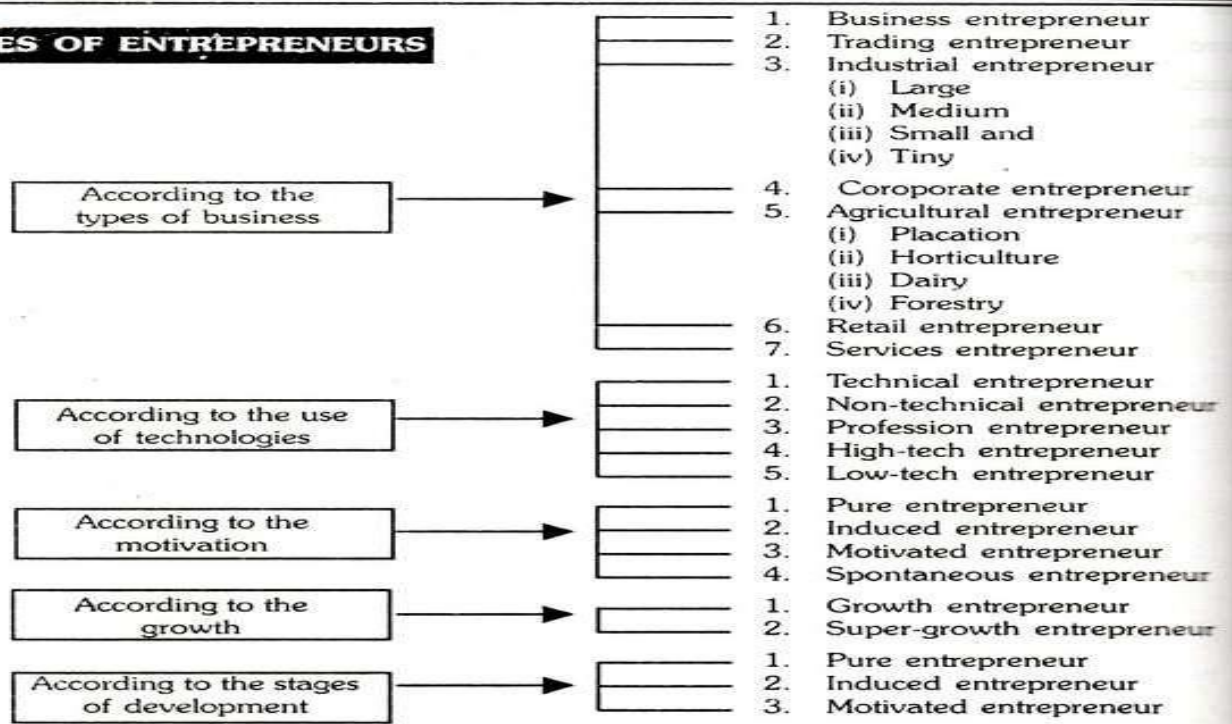 ES OF ENTREPRENEURS
According to the
types of business
1. Business entrepreneur
2. Trading entrepreneur
3. Industrial entrepreneur
(i) Large
(ii) Medium
(iii) Small and
(iv) Tiny
4. Coroporate entrepreneur
5. Agricultural entrepreneur
(i) Placation
(ii) Horticulture
(iii) Dairy
(iv) Forestry
6. Retail entrepreneur
7. Services entrepreneur
According to the use
of technologies
1. Technical entrepreneur
2. Non-technical entrepreneur
3. Profession entrepreneur
4. High-tech entrepreneur
5. Low-tech entrepreneur
According to the
motivation
1. Pure entrepreneur
2. Induced entrepreneur
3. Motivated entrepreneur
4. Spontaneous entrepreneur
According to the
growth
1. Growth entrepreneur
2. Super-growth entrepreneur
According to the stages
of development
1. Pure entrepreneur
2. Induced entrepreneur
3. Motivated entrepreneur